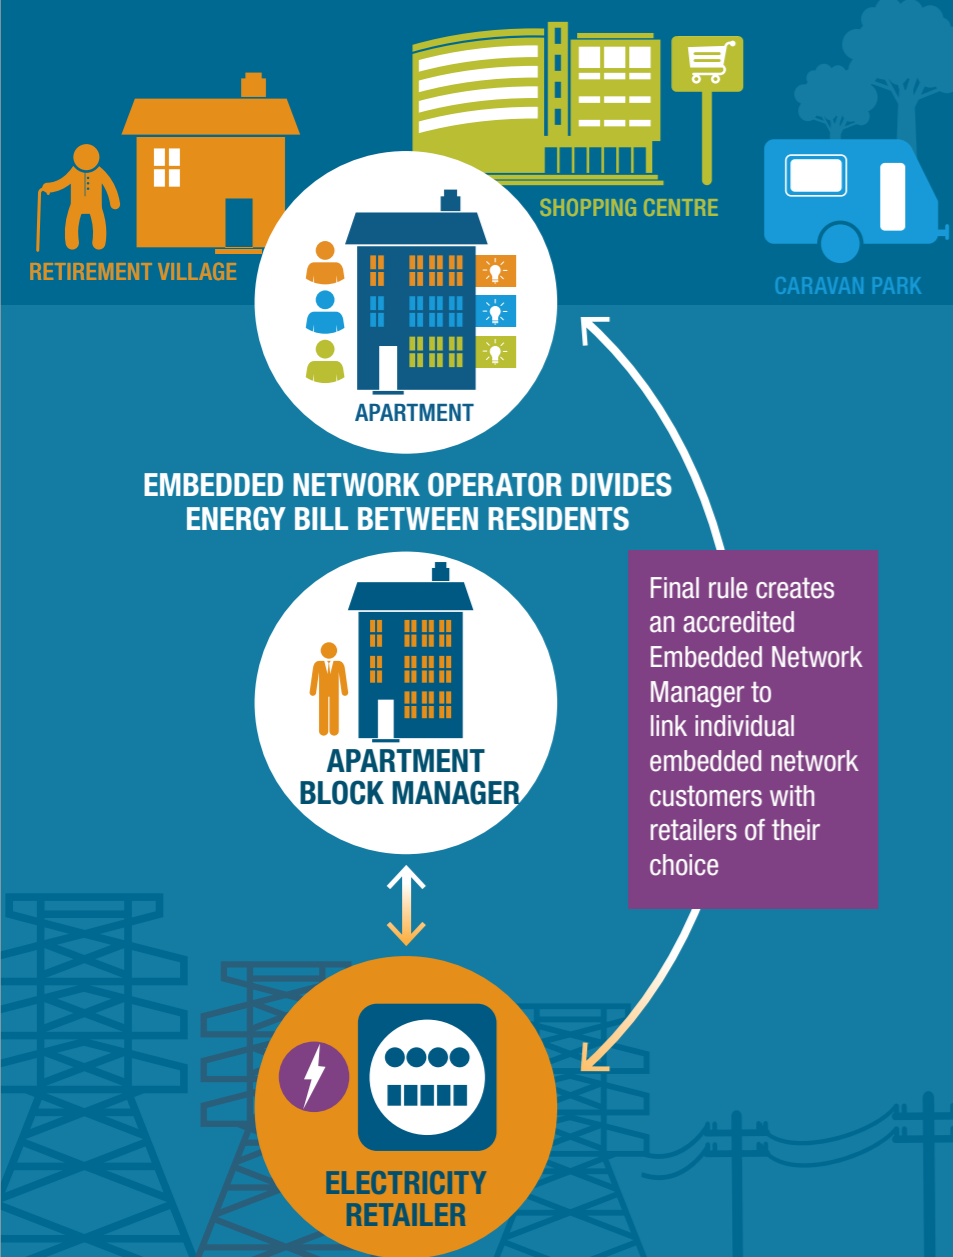 SHOPPING CENTRE
RETIREMENT VILLAGE
CARAVAN PARK
APARTMENT
EMBEDDED NETWORK OPERATOR DIVIDES
ENERGY BILL BETWEEN RESIDENTS
Final rule creates
an accredited
Embedded Network
Manager to
link individual
embedded network
customers with
retailers of their
choice
APARTMENT
BLOCK MANAGER
ELECTRICITY
RETAILER